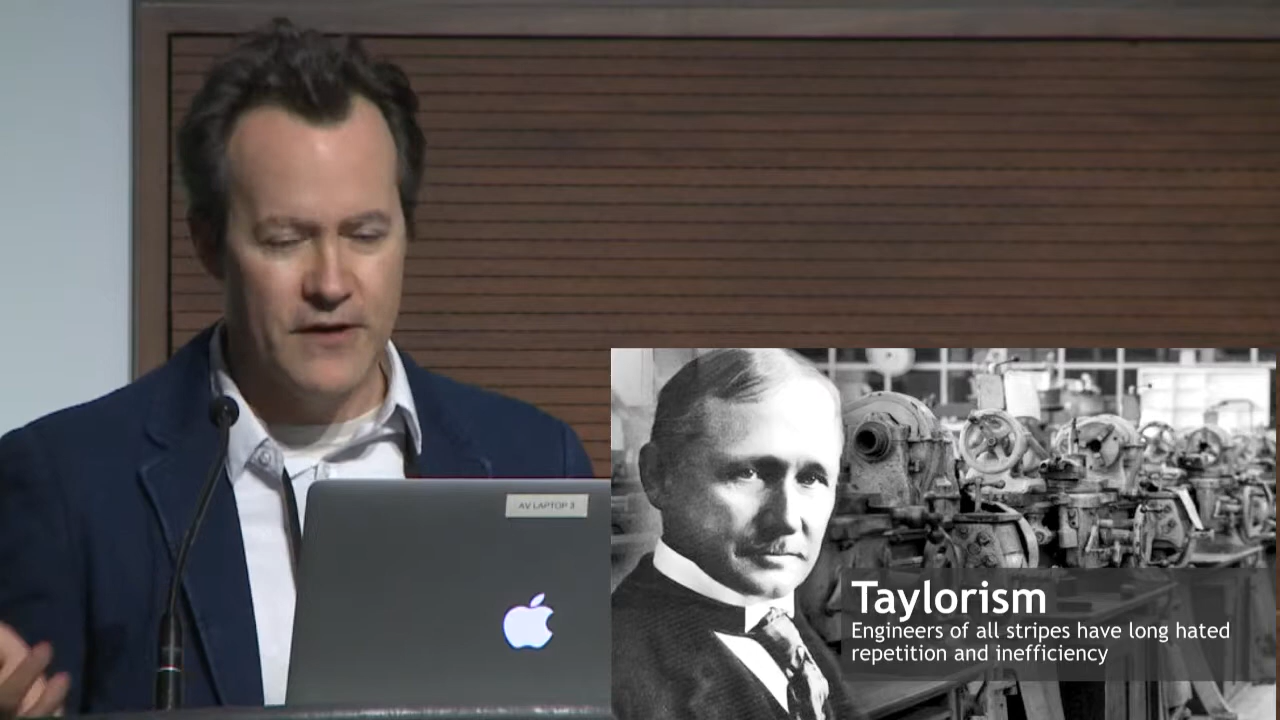 AV LAPTOP 3
Taylorism
Engineers of all stripes have long hated
repetition and inefficiency